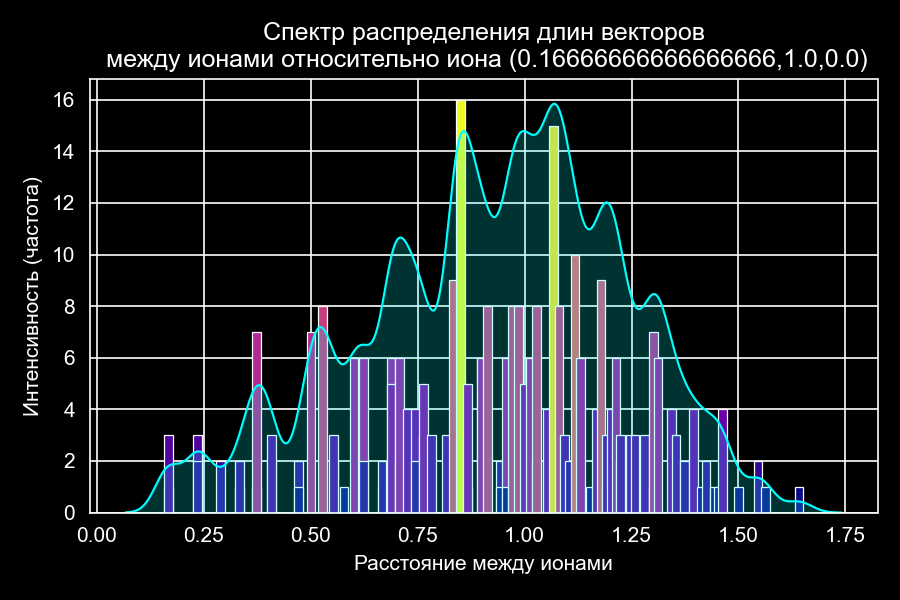 Спектр распределения длин векторов
между ионами относительно иона (0.16666666666666666,1.0,0.0)
Интенсивность (частота)
16
14
12
10
8
6
4
2
0
0.00 0.25 0.50 0.75 1.00 1.25 1.50 1.75
Расстояние между ионами